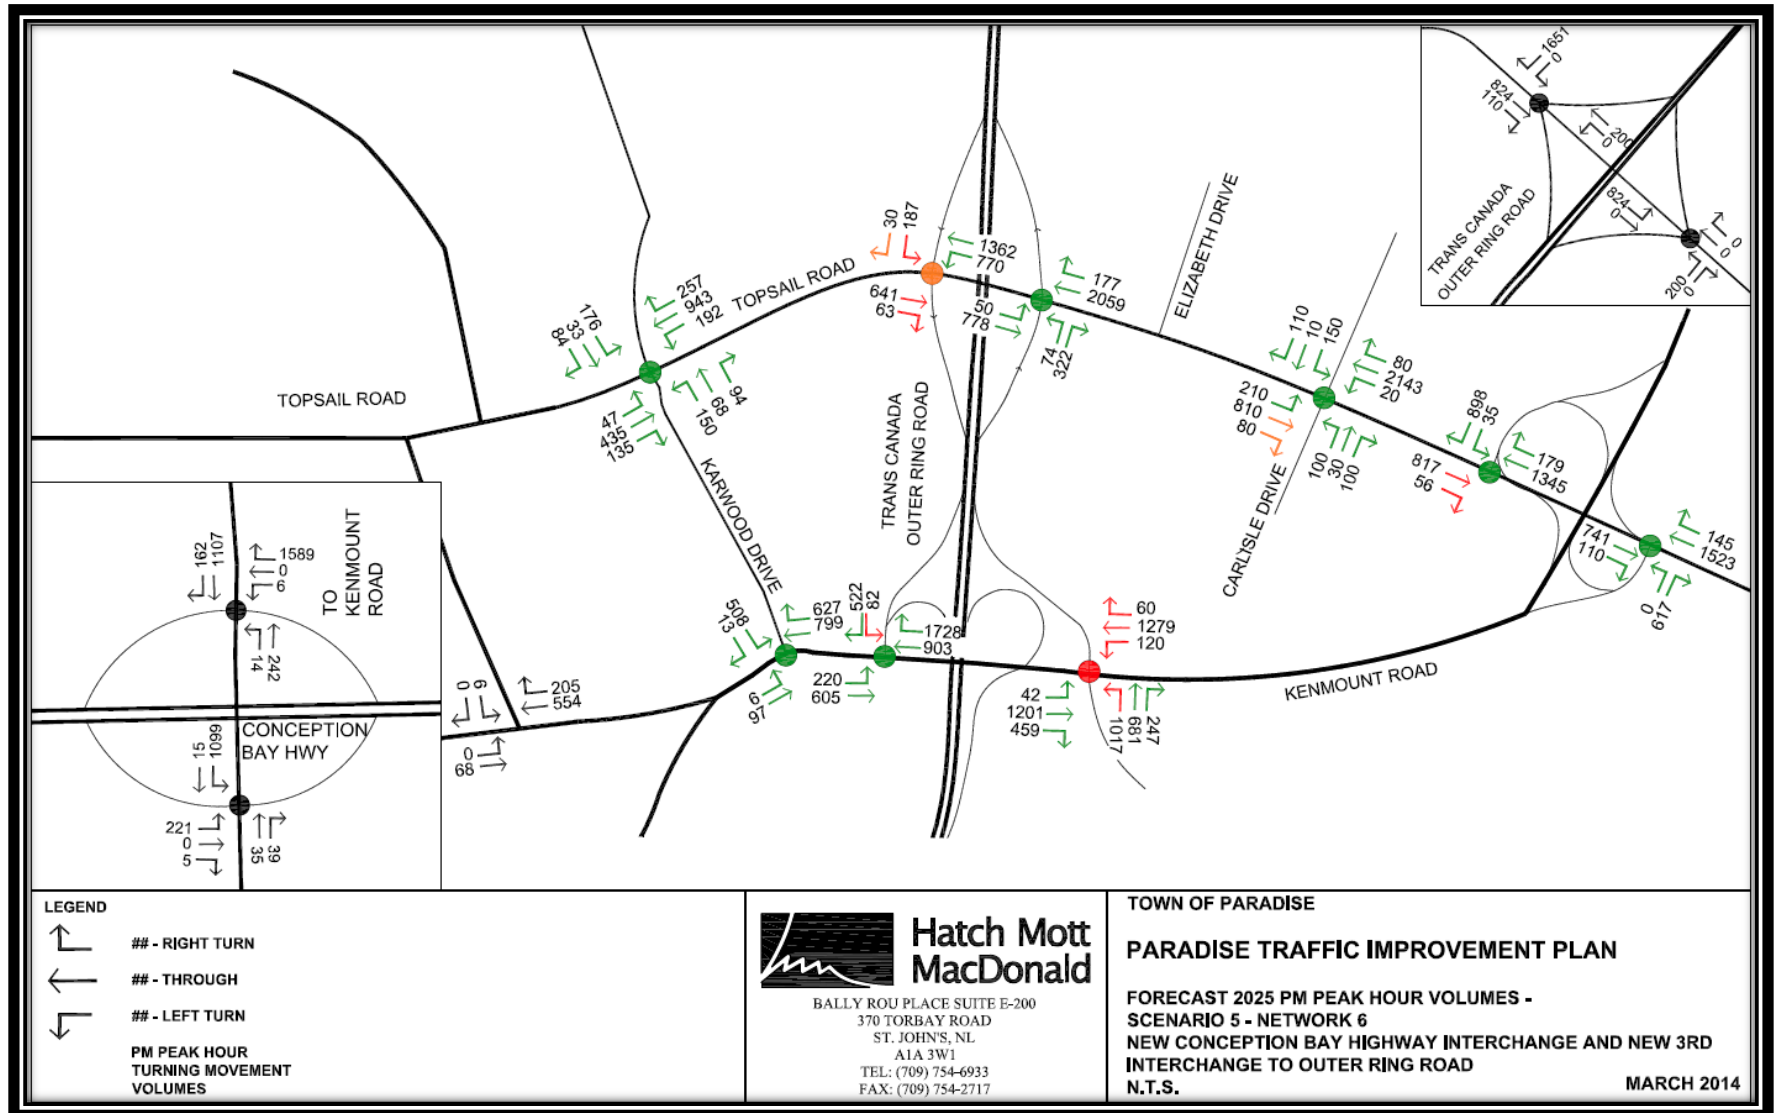 1651
0
824
110
200
0
824
0
0
0
200
0
TRANS CANADA
OUTER RING ROAD
30
187
1362
770
641
63
50
778
177
2059
74
322
ELIZABETH DRIVE
TOPSAIL ROAD
257
943
192
176
33
84
47
435
135
94
68
150
TOPSAIL ROAD
KARWOOD DRIVE
TRANS CANADA
OUTER RING ROAD
110
10
150
80
2143
20
210
810
80
100
30
100
CARLISLE DRIVE
898
35
179
1345
817
56
741
110
145
1523
0
617
KENMOUNT ROAD
508
13
627
799
6
97
522
82
1728
903
220
605
60
1279
120
42
1201
459
1017
681
247
0
6
205
554
0
68
162
1107
1589
0
6
14
242
TO
KENMOUNT
ROAD
CONCEPTION
BAY HWY
15
1099
221
0
5
35
39
LEGEND
## - RIGHT TURN
## - THROUGH
## - LEFT TURN
PM PEAK HOUR
TURNING MOVEMENT
VOLUMES
Hatch Mott
MacDonald
BALLY ROU PLACE SUITE E-200
370 TORBAY ROAD
ST. JOHN'S, NL
A1A 3W1
TEL: (709) 754-6933
FAX: (709) 754-2717
TOWN OF PARADISE
PARADISE TRAFFIC IMPROVEMENT PLAN
FORECAST 2025 PM PEAK HOUR VOLUMES -
SCENARIO 5 - NETWORK 6
NEW CONCEPTION BAY HIGHWAY INTERCHANGE AND NEW 3RD
INTERCHANGE TO OUTER RING ROAD
N.T.S.
MARCH 2014